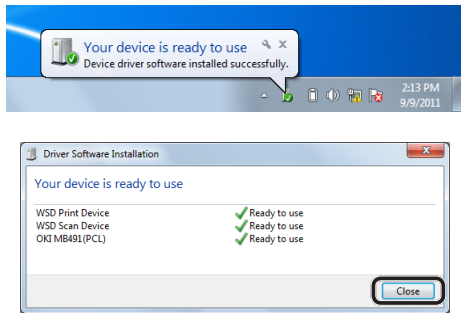 Your device is ready to use
Device driver software installed successfully.
2:13 PM
9/9/2011
Driver Software Installation
Your device is ready to use
WSD Print Device Ready to use
WSD Scan Device Ready to use
OKI MB491(PCL) Ready to use
Close